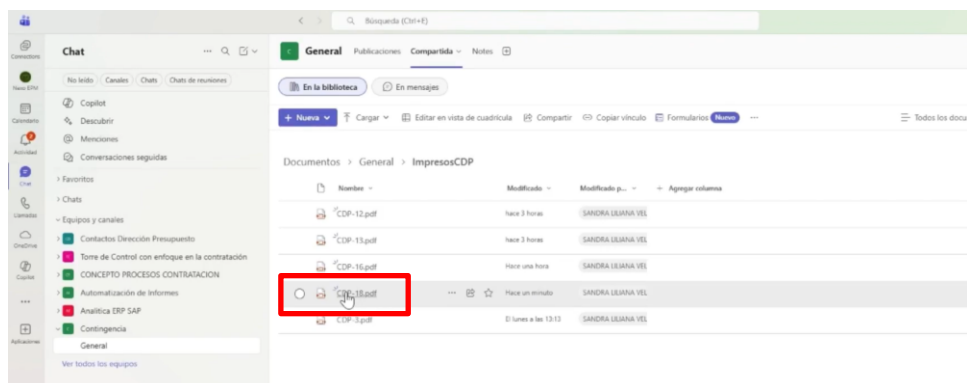 Búsqueda (Ctrl+E)
Chat
No leído
Canales
Chats
Chats de reuniones
Copilot
Descubrir
Menciones
Conversaciones seguidas
Favoritos
Chats
Equipos y canales
Contactos Dirección Presupuesto
Torre de Control con enfoque en la contratación
CONCEPTO PROCESOS CONTRATACION
Automatización de Informes
Analitica ERP SAP
Contingencia
General
Ver todos los equipos
Calendario
Actividad
Chat
Llamadas
OneDrive
Copilot
Aplicaciones
General Publicaciones Compartida Notes
En la biblioteca En mensajes
+ Nueva Cargar Editar en vista de cuadrícula Compartir Copiar vínculo Formularios Nuevo ... Todos los docu
Documentos > General > ImpresosCDP
Nombre Modificado Modificado p... + Agregar columna
CDP-12.pdf hace 3 horas SANDRA LILIANA VEL
CDP-13.pdf hace 3 horas SANDRA LILIANA VEL
CDP-16.pdf Hace una hora SANDRA LILIANA VEL
CDP-18.pdf ... Hace un minuto SANDRA LILIANA VEL
CDP-3.pdf El lunes a las 13:13 SANDRA LILIANA VEL